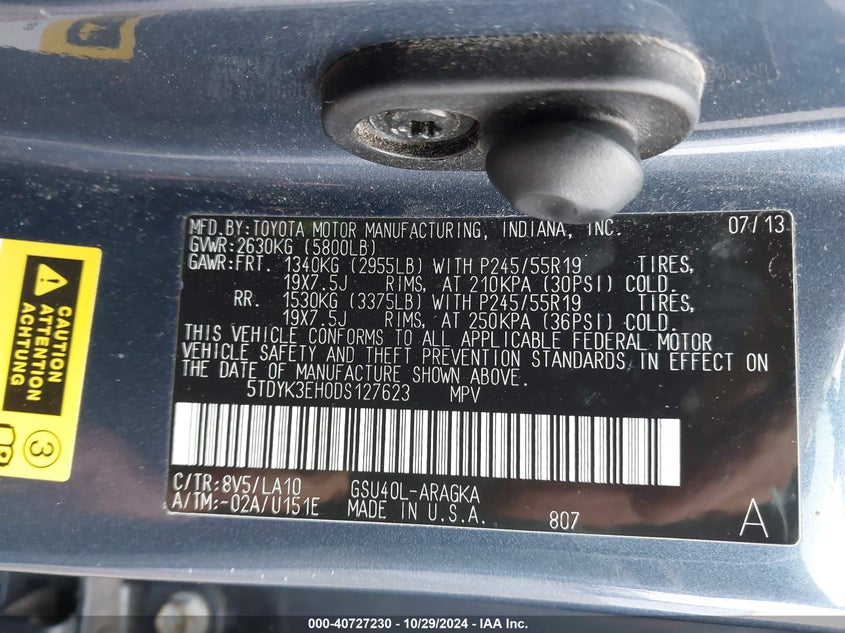 MFD.BY:TOYOTA MOTOR MANUFACTURING, INDIANA, INC. 07/13
GVWR:2630KG (5800LB)
GAWR:FRT. 1340KG (2955LB) WITH P245/55R19 TIRES,
19X7.5J RIMS, AT 210KPA (30PSI) COLD.
RR. 1530KG (3375LB) WITH P245/55R19 TIRES,
19X7.5J RIMS, AT 250KPA (36PSI) COLD.
THIS VEHICLE CONFORMS TO ALL APPLICABLE FEDERAL MOTOR
VEHICLE SAFETY AND THEFT PREVENTION STANDARDS IN EFFECT ON
THE DATE OF MANUFACTURE SHOWN ABOVE.
5TDYK3EH0DS127623 MPV
C/TR:8V5/LA10 GSU40L-ARAGKA
A/TM:-02A/U151E MADE IN U.S.A. 807 A
CAUTION
ATTENTION
ACHTUNG
3
000-40727230 - 10/29/2024 - IAA Inc.